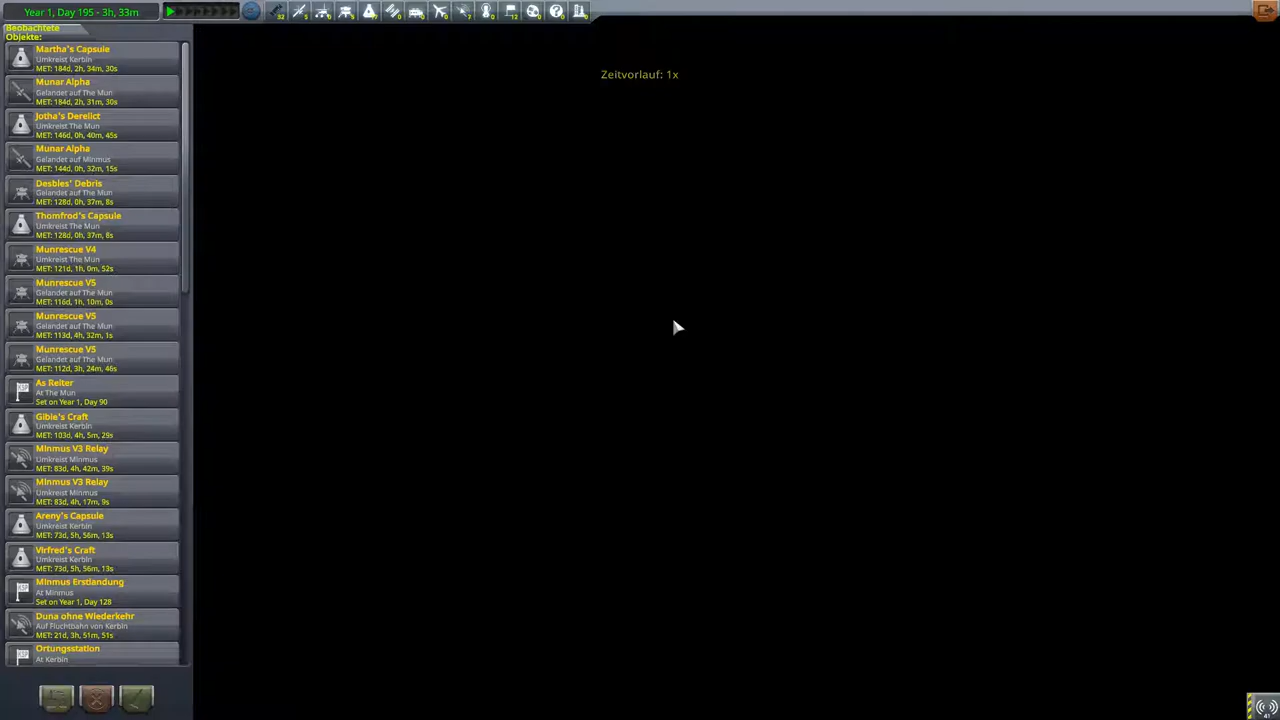 Year 1, Day 195 - 3h, 33m
Beobachtete
Objekte:
Zeitvorlauf: 1x
Martha's Capsule
Umkreist Kerbin
MET: 184d, 2h, 34m, 30s
Munar Alpha
Gelandet auf The Mun
MET: 184d, 2h, 31m, 30s
Jotha's Derelict
Umkreist The Mun
MET: 146d, 0h, 40m, 45s
Munar Alpha
Gelandet auf Minmus
MET: 144d, 0h, 32m, 15s
Desbles' Debris
Gelandet auf The Mun
MET: 128d, 0h, 37m, 8s
Thomfrod's Capsule
Umkreist The Mun
MET: 128d, 0h, 37m, 8s
Munrescue V4
Umkreist The Mun
MET: 121d, 1h, 0m, 52s
Munrescue V5
Gelandet auf The Mun
MET: 116d, 1h, 10m, 0s
Munrescue V5
Gelandet auf The Mun
MET: 113d, 4h, 32m, 1s
Munrescue V5
Gelandet auf The Mun
MET: 112d, 3h, 24m, 46s
As Reiter
At The Mun
Set on Year 1, Day 90
Gible's Craft
Umkreist Kerbin
MET: 103d, 4h, 5m, 29s
Minmus V3 Relay
Umkreist Minmus
MET: 83d, 4h, 42m, 39s
Minmus V3 Relay
Umkreist Minmus
MET: 83d, 4h, 17m, 9s
Areny's Capsule
Umkreist Kerbin
MET: 73d, 5h, 56m, 13s
Virfred's Craft
Umkreist Kerbin
MET: 73d, 5h, 56m, 13s
Minmus Erstlandung
At Minmus
Set on Year 1, Day 128
Duna ohne Wiederkehr
Auf Fluchtbahn von Kerbin
MET: 21d, 3h, 51m, 51s
Ortungsstation
At Kerbin